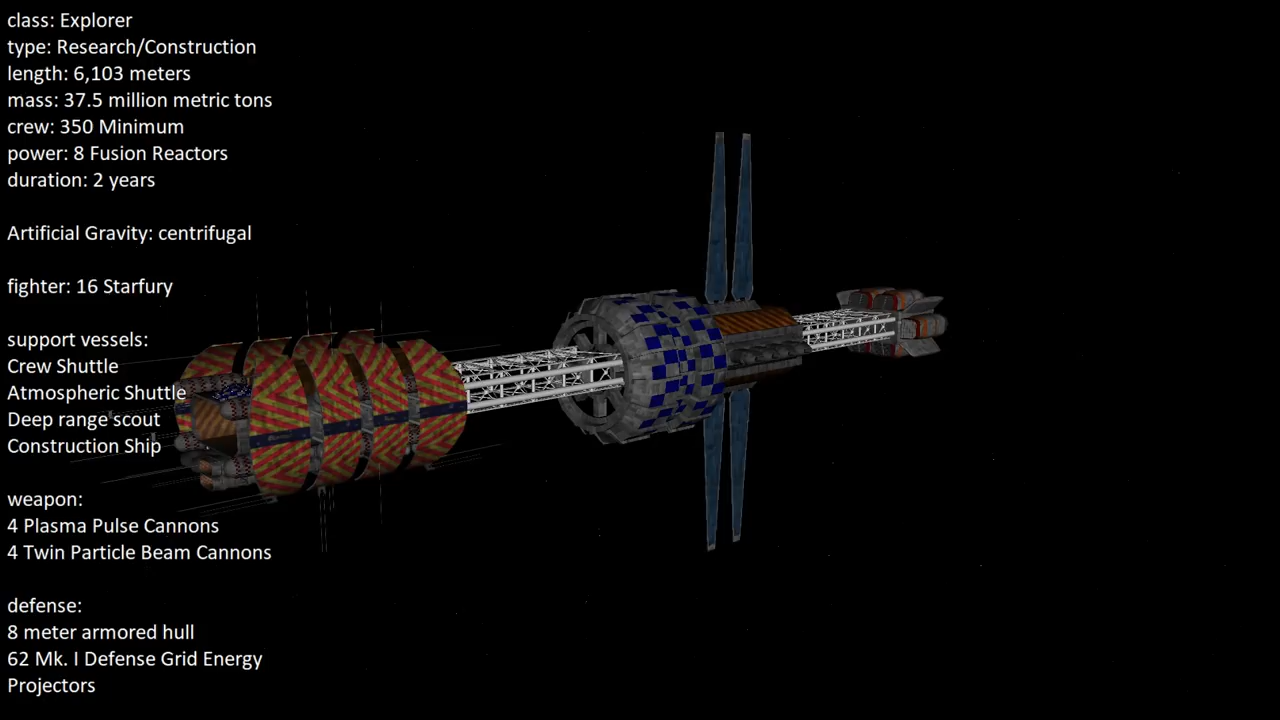 class: Explorer
type: Research/Construction
length: 6,103 meters
mass: 37.5 million metric tons
crew: 350 Minimum
power: 8 Fusion Reactors
duration: 2 years
Artificial Gravity: centrifugal
fighter: 16 Starfury
support vessels:
Crew Shuttle
Atmospheric Shuttle
Deep range scout
Construction Ship
weapon:
4 Plasma Pulse Cannons
4 Twin Particle Beam Cannons
defense:
8 meter armored hull
62 Mk. I Defense Grid Energy
Projectors